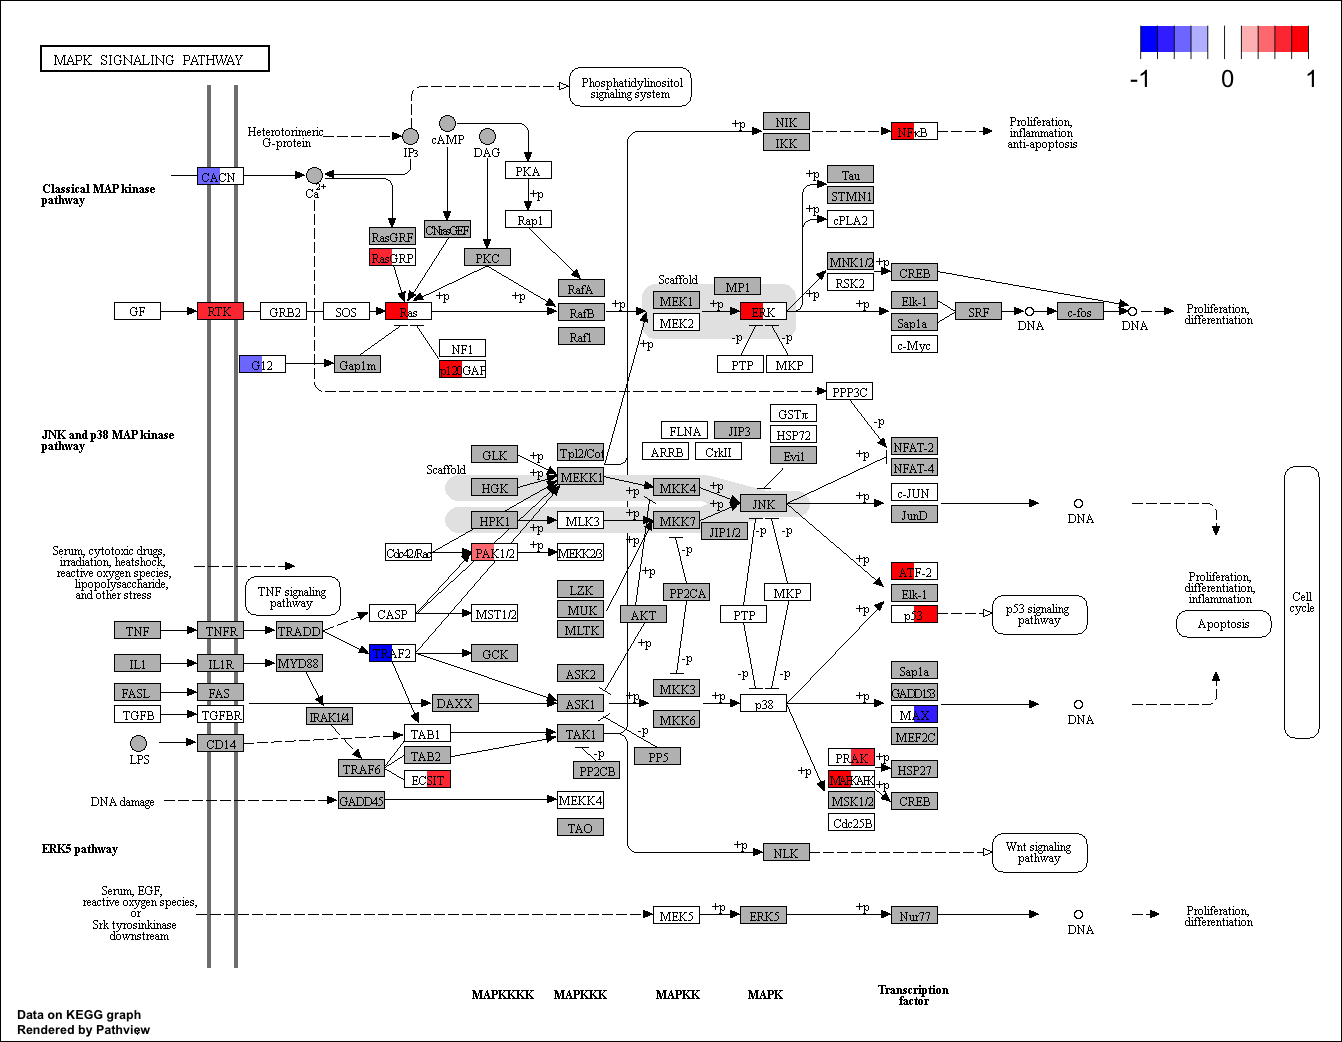 MAPK SIGNALING PATHWAY
-1
0
1
Phosphatidylinositol
signaling system
Heterotorimeric
G-protein
IP3
cAMP
DAG
+p
NIK
IKK
NFκB
Proliferation,
inflammation
anti-apoptosis
Classical MAP kinase
pathway
CACN
Ca2+
PKA
+p
Rap1
+p
Tau
STMN1
+p
cPLA2
RasGRF
RasGRP
CNrasGEF
PKC
Scaffold
MNK1/2
RSK2
+p
CREB
RafA
RafB
Raf1
MP1
MEK1
MEK2
GF
RTK
GRB2
SOS
Ras
+p
+p
+p
+p
ERK
+p
+p
Elk-1
Sap1a
c-Myc
SRF
DNA
c-fos
DNA
Proliferation,
differentiation
G12
Gap1m
NF1
p120GAP
+p
-p
-p
PTP
MKP
PPP3C
-p
JNK and p38 MAP kinase
pathway
GSTπ
HSP72
Evi1
FLNA
JIP3
ARRB
CrkII
NFAT-2
NFAT-4
Scaffold
GLK
HGK
HPK1
+p
+p
+p
+p
Tpl2/Cot
MEKK1
MLK3
MEKK2/3
+p
+p
+p
+p
MKK4
MKK7
+p
+p
JIP1/2
JNK
+p
c-JUN
JunD
DNA
Cell
cycle
Cdc42/Rac
PAK1/2
Serum, cytotoxic drugs,
irradiation, heatshock,
reactive oxygen species,
lipopolysaccharide,
and other stress
TNF signaling
pathway
CASP
MST1/2
LZK
MUK
MLTK
+p
AKT
+p
-p
PP2CA
-p
-p
-p
PTP
MKP
-p
-p
+p
+p
ATF-2
Elk-1
p53
p53 signaling
pathway
Proliferation,
differentiation,
inflammation
Apoptosis
TNF
TNFR
TRADD
TRAF2
GCK
IL1
IL1R
MYD88
FASL
FAS
TGFB
TGFBR
DAXX
ASK2
ASK1
+p
MKK3
MKK6
+p
p38
Sap1a
GADD153
MAX
MEF2C
DNA
IRAK1/4
LPS
CD14
TAB1
TAB2
ECSIT
TRAF6
TAK1
-p
-p
PP5
PP2CB
+p
PRAK
MAPKAPK
MSK1/2
Cdc25B
+p
+p
HSP27
CREB
DNA damage
GADD45
MEKK4
TAO
ERK5 pathway
+p
NLK
Wnt signaling
pathway
Serum, EGF,
reactive oxygen species,
or
Srk tyrosinkinase
downstream
MEK5
+p
ERK5
+p
Nur77
DNA
Proliferation,
differentiation
MAPKKKK
MAPKKK
MAPKK
MAPK
Transcription
factor
Data on KEGG graph
Rendered by Pathview